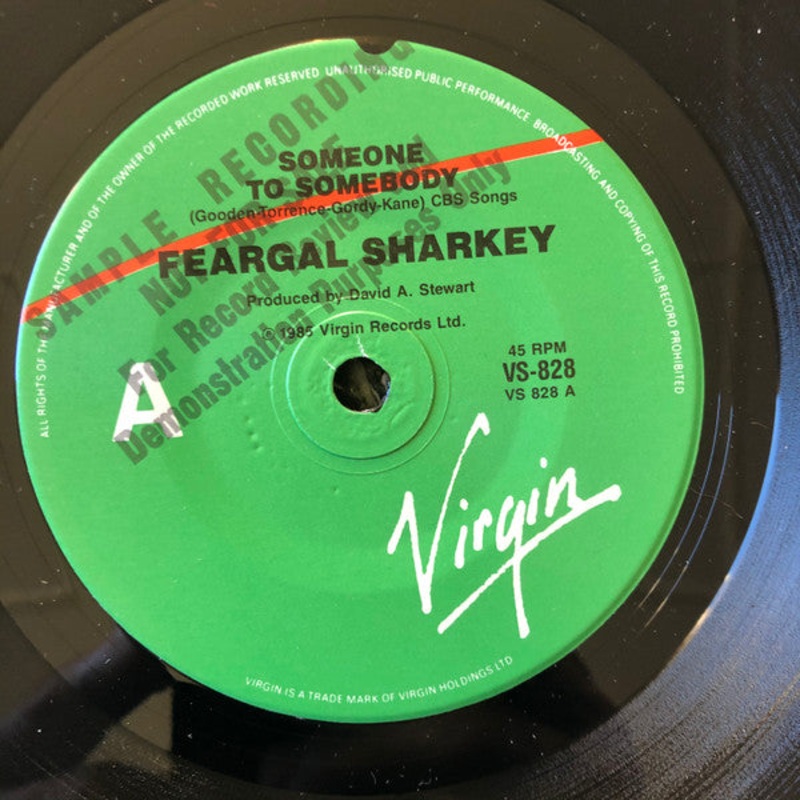 ALL RIGHTS OF THE MANUFACTURER AND OF THE OWNER OF THE RECORDED WORK RESERVED UNAUTHORISED PUBLIC PERFORMANCE BROADCASTING AND COPYING OF THIS RECORD PROHIBITED
SAMPLE RECORDING
NOT FOR SALE
For Record Review and
Demonstration Purposes Only
SOMEONE
TO SOMEBODY
(Gooden-Torrence-Gordy-Kane) CBS Songs
FEARGAL SHARKEY
Produced by David A. Stewart
℗ 1985 Virgin Records Ltd.
45 RPM
VS-828
VS 828 A
A
Virgin
VIRGIN IS A TRADE MARK OF VIRGIN HOLDINGS LTD